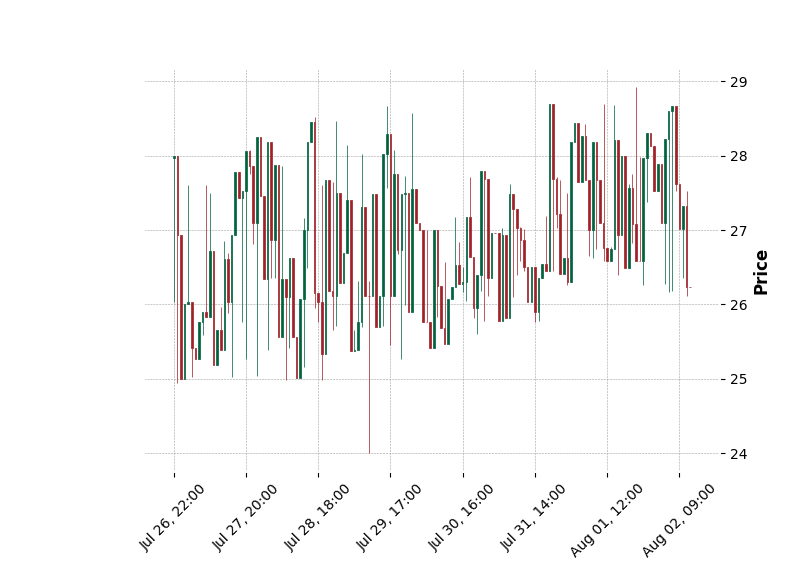 29
28
27
26
25
24
Price
Jul 26, 22:00
Jul 27, 20:00
Jul 28, 18:00
Jul 29, 17:00
Jul 30, 16:00
Jul 31, 14:00
Aug 01, 12:00
Aug 02, 09:00